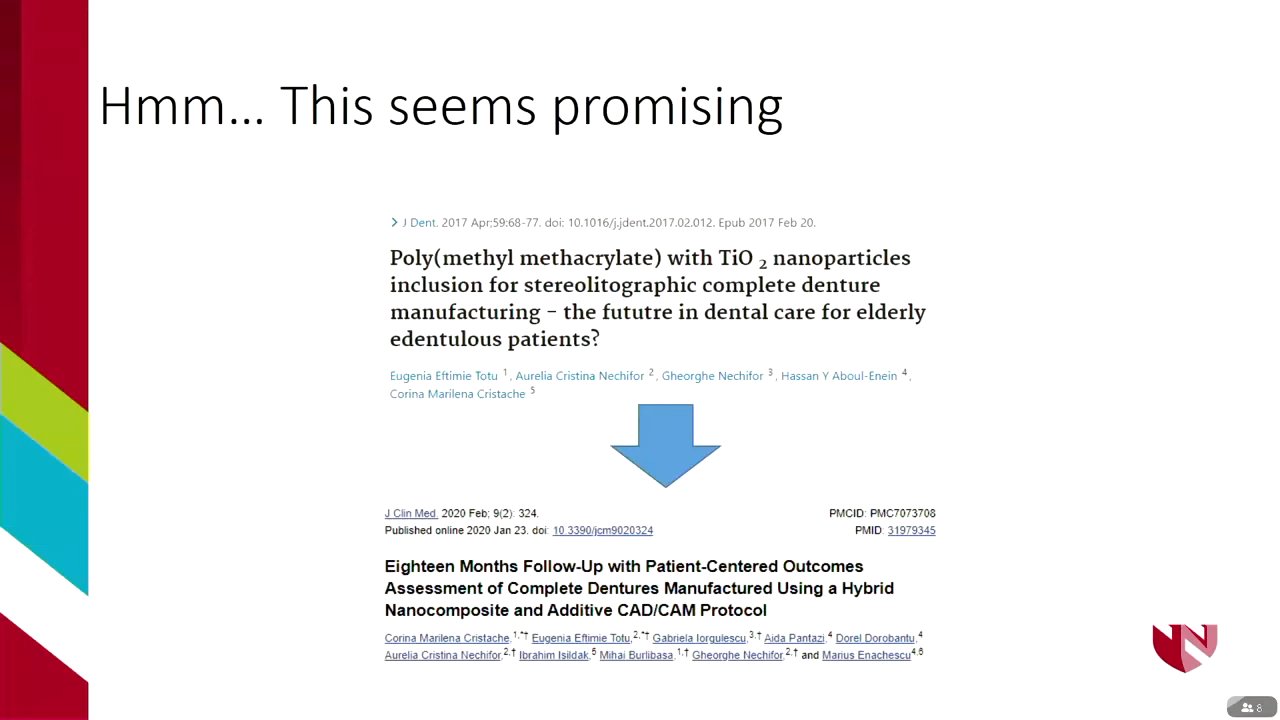 Hmm... This seems promising
> J Dent. 2017 Apr;59:68-77. doi: 10.1016/j.jdent.2017.02.012. Epub 2017 Feb 20.
Poly(methyl methacrylate) with TiO 2 nanoparticles
inclusion for stereolitographic complete denture
manufacturing - the fututre in dental care for elderly
edentulous patients?
Eugenia Eftimie Totu 1, Aurelia Cristina Nechifor 2, Gheorghe Nechifor 3, Hassan Y Aboul-Enein 4,
Corina Marilena Cristache 5
J Clin Med. 2020 Feb; 9(2): 324. PMCID: PMC7073708
Published online 2020 Jan 23. doi: 10.3390/jcm9020324 PMID: 31979345
Eighteen Months Follow-Up with Patient-Centered Outcomes
Assessment of Complete Dentures Manufactured Using a Hybrid
Nanocomposite and Additive CAD/CAM Protocol
Corina Marilena Cristache,1,*† Eugenia Eftimie Totu,2,*† Gabriela Iorgulescu,3,† Aida Pantazi,4 Dorel Dorobantu,4
Aurelia Cristina Nechifor,2,† Ibrahim Isildak,5 Mihai Burlibasa,1,† Gheorghe Nechifor,2,† and Marius Enachescu4,6
N
8